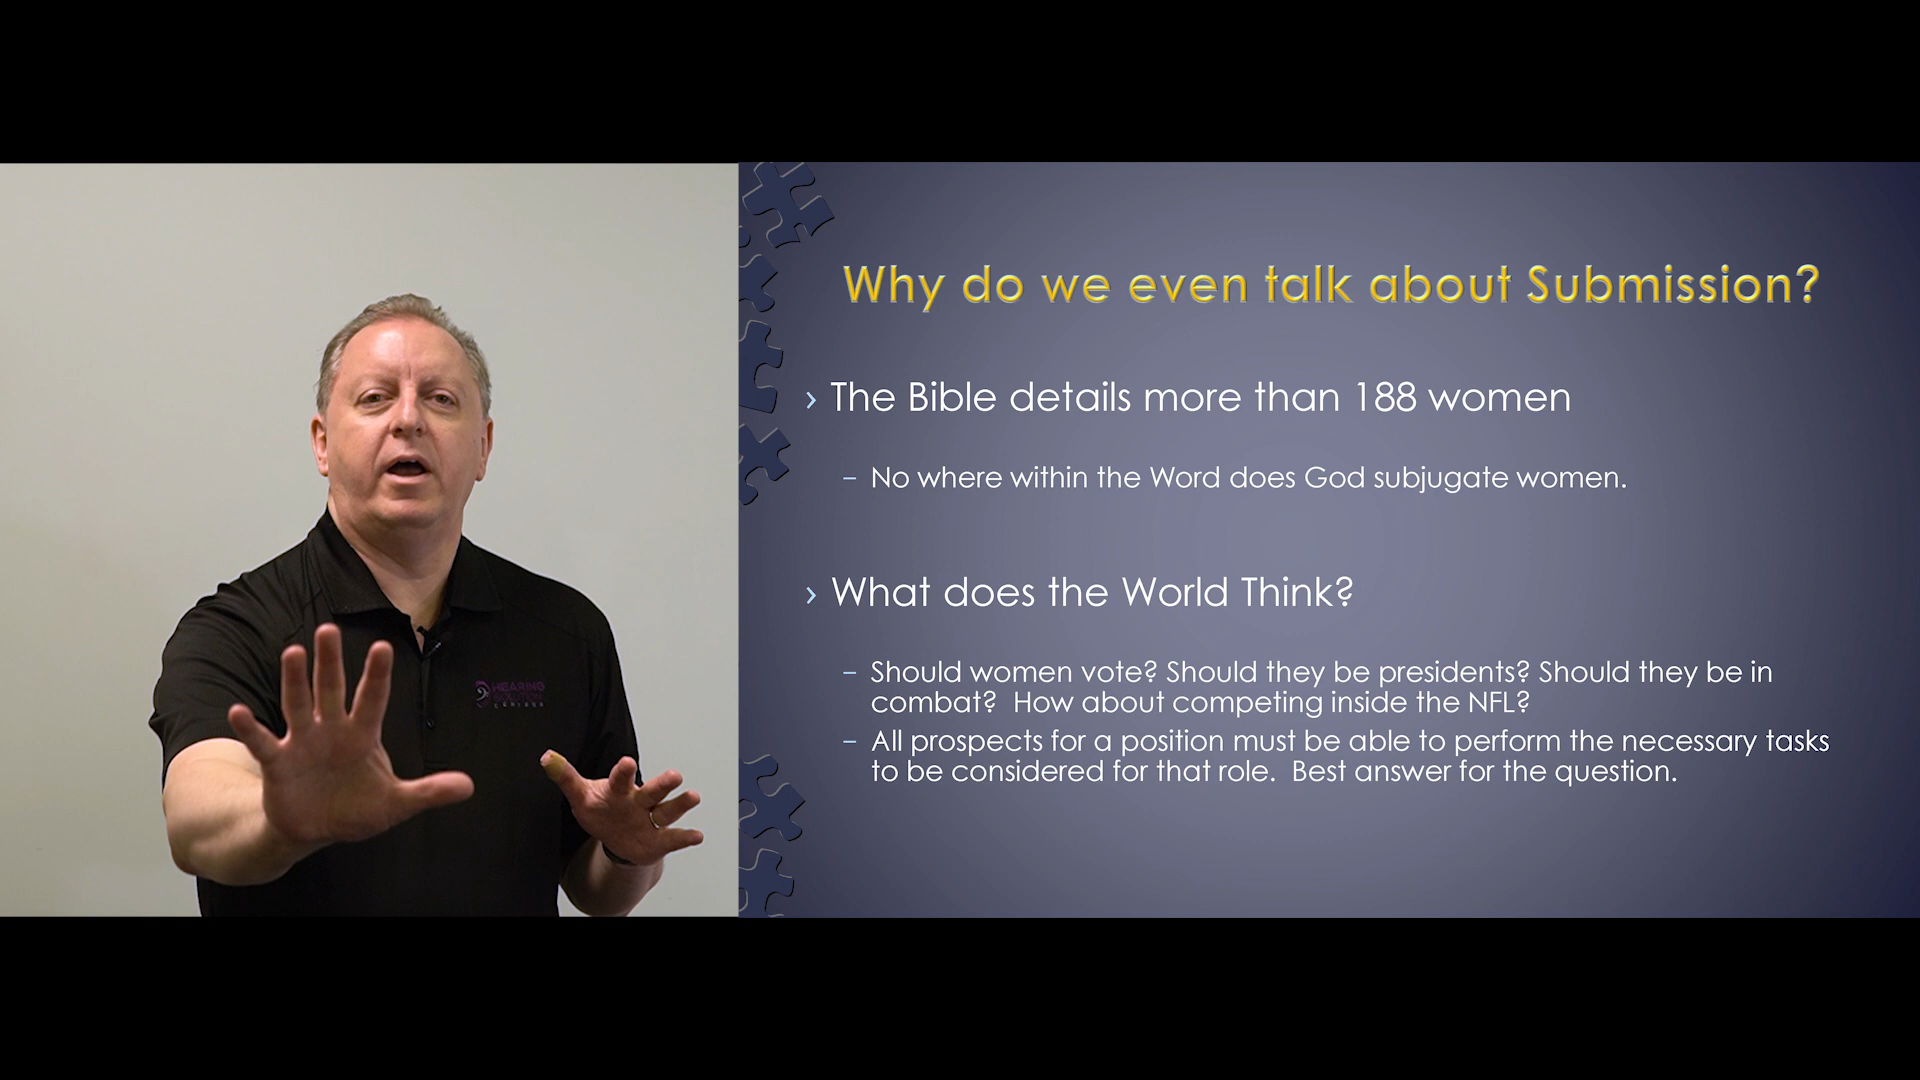 Why do we even talk about Submission?
› The Bible details more than 188 women
– No where within the Word does God subjugate women.
› What does the World Think?
– Should women vote? Should they be presidents? Should they be in
combat?  How about competing inside the NFL?
– All prospects for a position must be able to perform the necessary tasks
to be considered for that role.  Best answer for the question.
HEARING
SOLUTION
CENTERS